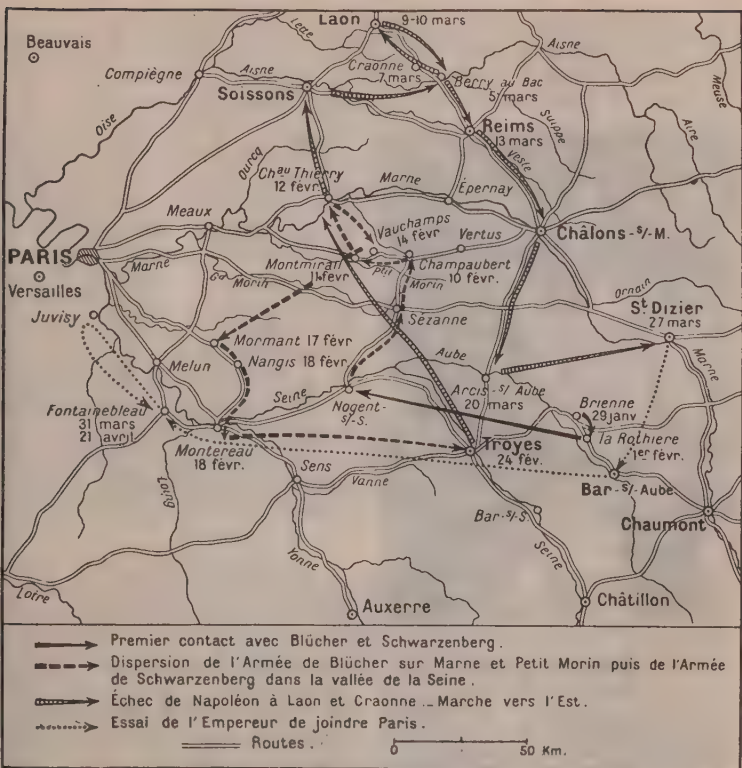 Laon
9-10 mars
Lette
Aisne
Beauvais
Craonne
7 mars
Compiègne
Aisne
Berry au Bac
5 mars
Meuse
Soissons
Oise
Reims
13 mars
Suippe
Aire
Vesle
Ourcq
Chau Thierry
12 févr.
Marne
Épernay
Meaux
Vauchamps
14 févr
Vertus
Châlons-s/-M.
PARIS
Marne
Montmirail
11 févr
Ptit
Morin
Champaubert
10 févr.
Versailles
Gd Morin
Ornain
St Dizier
27 mars
Juvisy
Sézanne
Mormant 17 févr
Nangis 18 févr
Aube
Marne
Melun
Seine
Arcis-s/ Aube
20 mars
Brienne
29 janv
Fontainebleau
31 mars
21 avril
Nogent-
s/-S.
La Rothière
1er févr.
Montereau
18 févr.
Troyes
24 fév.
Sens
Vanne
Bar-s/-Aube
Loing
Bar-s/-S.
Chaumont
Yonne
Seine
Loire
Auxerre
Châtillon
Premier contact avec Blücher et Schwarzenberg.
Dispersion de l'Armée de Blücher sur Marne et Petit Morin puis de l'Armée
de Schwarzenberg dans la vallée de la Seine.
Échec de Napoléon à Laon et Craonne _ Marche vers l'Est.
Essai de l'Empereur de joindre Paris.
Routes.
0 50 Km.